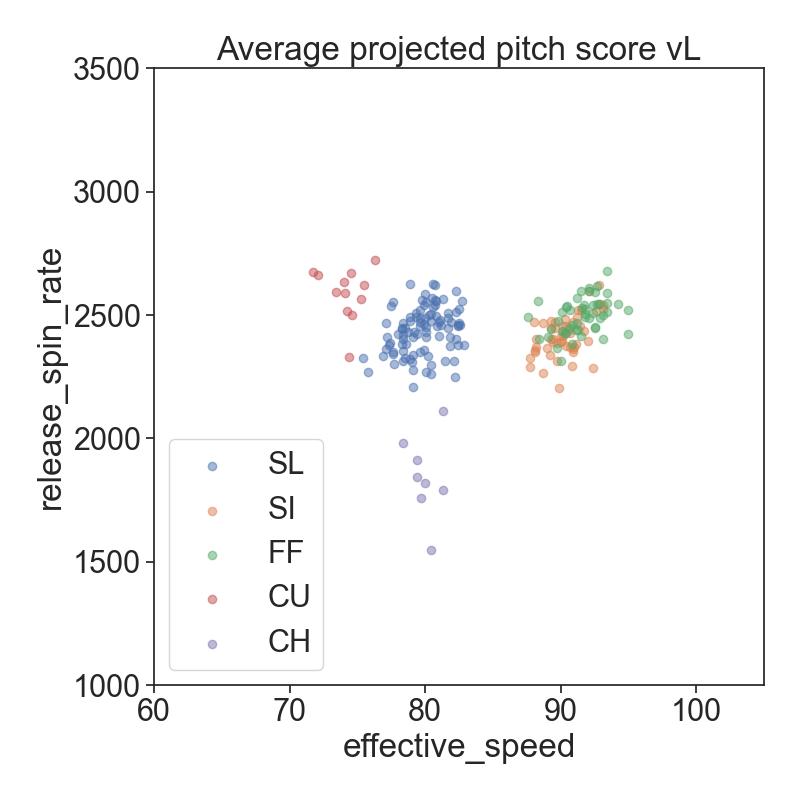 Average projected pitch score vL
3500
3000
2500
2000
1500
1000
release_spin_rate
SL
SI
FF
CU
CH
60 70 80 90 100
effective_speed